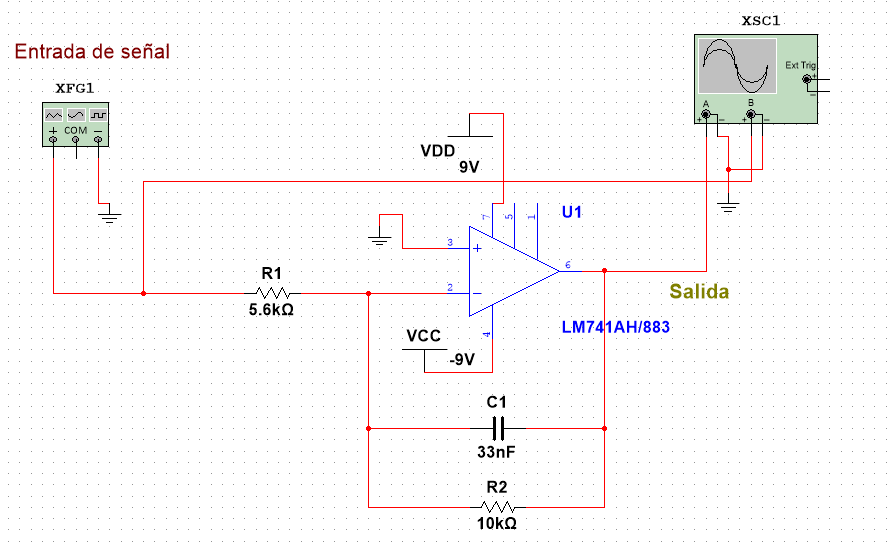 XSC1
Entrada de señal
Ext Trig
+
-
XFG1
A
B
+ - + -
+ COM -
VDD
9V
7
5
1
U1
3
+
6
R1
2
-
Salida
5.6kΩ
LM741AH/883
4
VCC
-9V
C1
33nF
R2
10kΩ